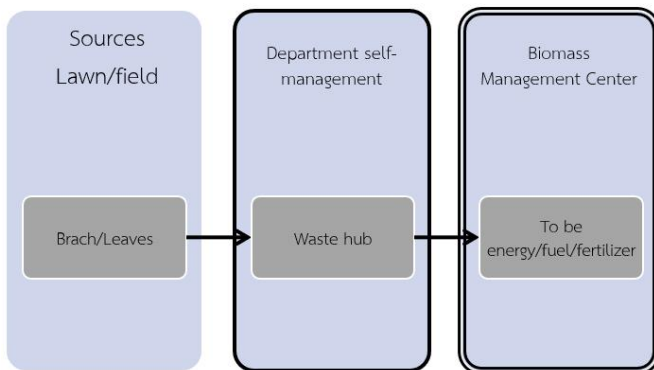 Sources
Lawn/field
Department self-
management
Biomass
Management Center
Brach/Leaves
Waste hub
To be
energy/fuel/fertilizer